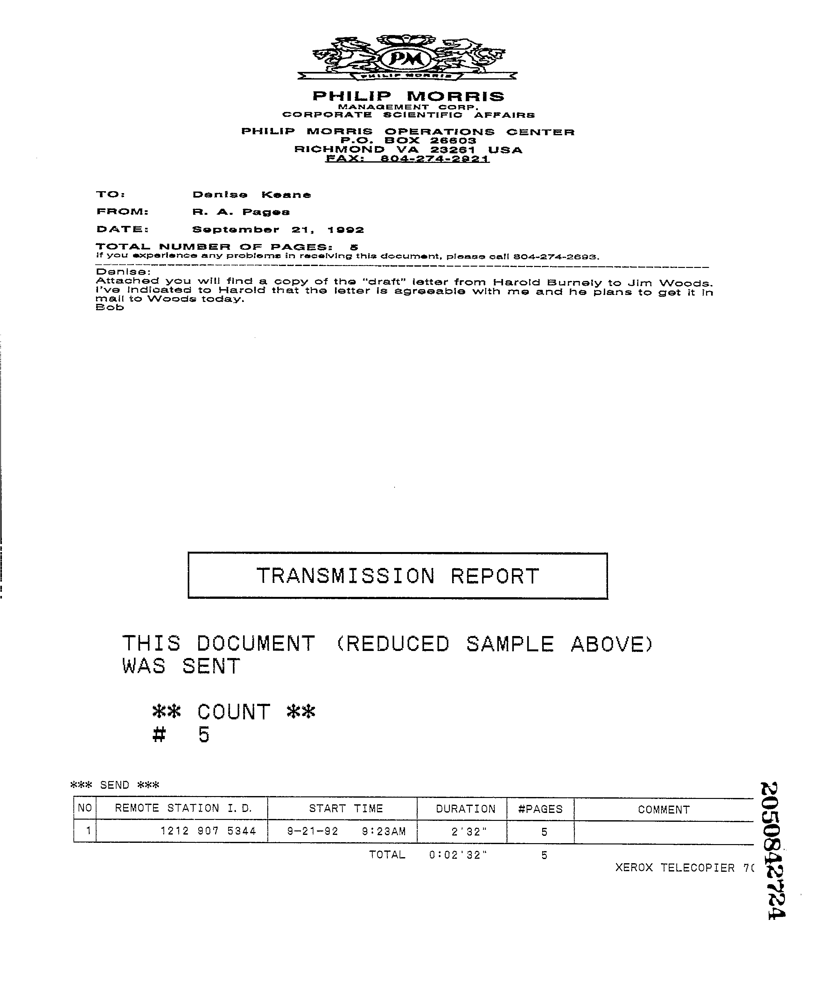 PM
PHILIP MORRIS
PHILIP MORRIS
MANAGEMENT CORP.
CORPORATE SCIENTIFIC AFFAIRS
PHILIP MORRIS OPERATIONS CENTER
P.O. BOX 26603
RICHMOND VA 23261 USA
FAX: 804-274-2921
TO: Denise Keane
FROM: R. A. Pages
DATE: September 21, 1992
TOTAL NUMBER OF PAGES: 5
If you experience any problems in receiving this document, please call 804-274-2693.
Denise:
Attached you will find a copy of the "draft" letter from Harold Burnely to Jim Woods.
I've indicated to Harold that the letter is agreeable with me and he plans to get it in
mail to Woods today.
Bob
TRANSMISSION REPORT
THIS DOCUMENT (REDUCED SAMPLE ABOVE)
WAS SENT
** COUNT **
# 5
*** SEND ***
NO REMOTE STATION I.D. START TIME DURATION #PAGES COMMENT
1 1212 907 5344 9-21-92 9:23AM 2'32" 5
TOTAL 0:02'32" 5
XEROX TELECOPIER 70
2050842724